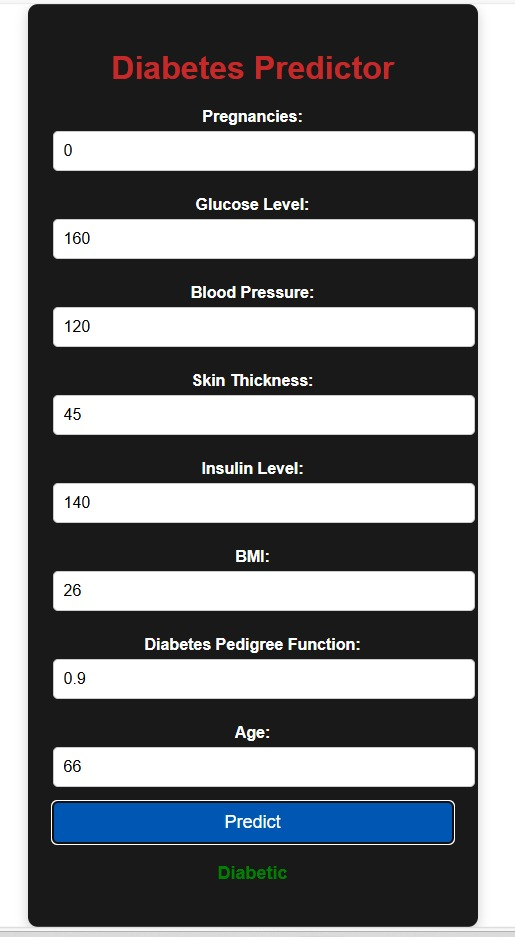 Diabetes Predictor
Pregnancies:
0
Glucose Level:
160
Blood Pressure:
120
Skin Thickness:
45
Insulin Level:
140
BMI:
26
Diabetes Pedigree Function:
0.9
Age:
66
Predict
Diabetic